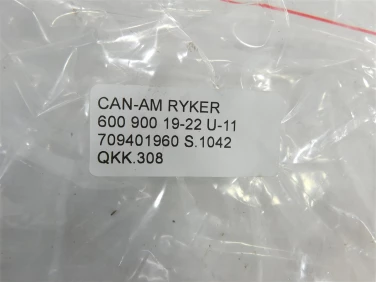 CAN-AM RYKER
600 900 19-22 U-11
709401960 S.1042
QKK.308